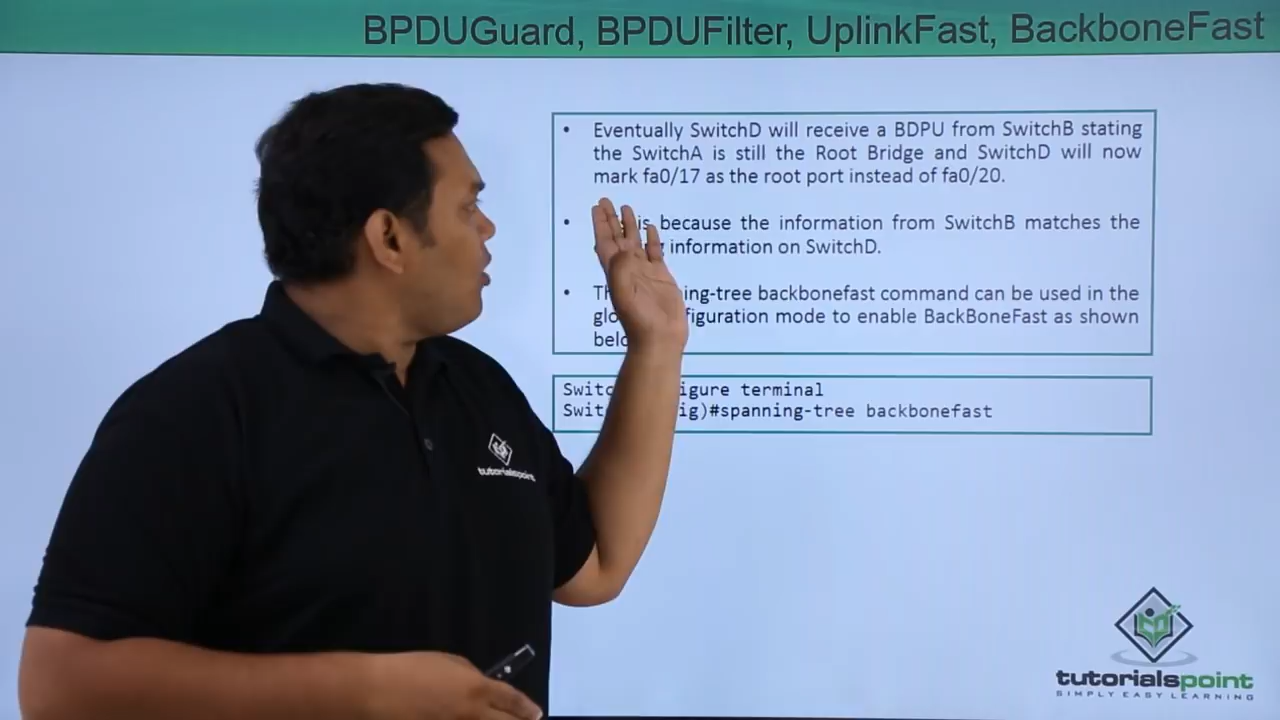 BPDUGuard, BPDUFilter, UplinkFast, BackboneFast
• Eventually SwitchD will receive a BDPU from SwitchB stating
the SwitchA is still the Root Bridge and SwitchD will now
mark fa0/17 as the root port instead of fa0/20.
• is because the information from SwitchB matches the
information on SwitchD.
• ing-tree backbonefast command can be used in the
figuration mode to enable BackBoneFast as shown
Swit igure terminal
Swit ig)#spanning-tree backbonefast
tutorialspoint
tutorialspoint
SIMPLY EASY LEARNING